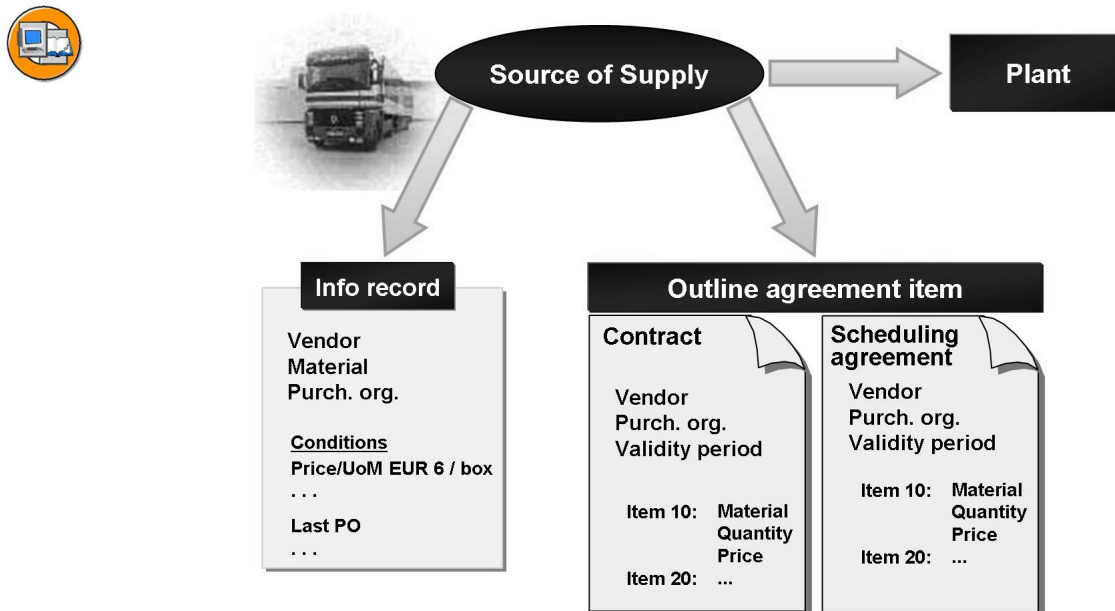 Source of Supply
Plant
Info record
Vendor
Material
Purch. org.
Conditions
Price/UoM EUR 6 / box
. . .
Last PO
. . .
Outline agreement item
Contract
Vendor
Purch. org.
Validity period
Item 10: Material
Quantity
Price
Item 20: ...
Scheduling
agreement
Vendor
Purch. org.
Validity period
Item 10: Material
Quantity
Price
Item 20: ...